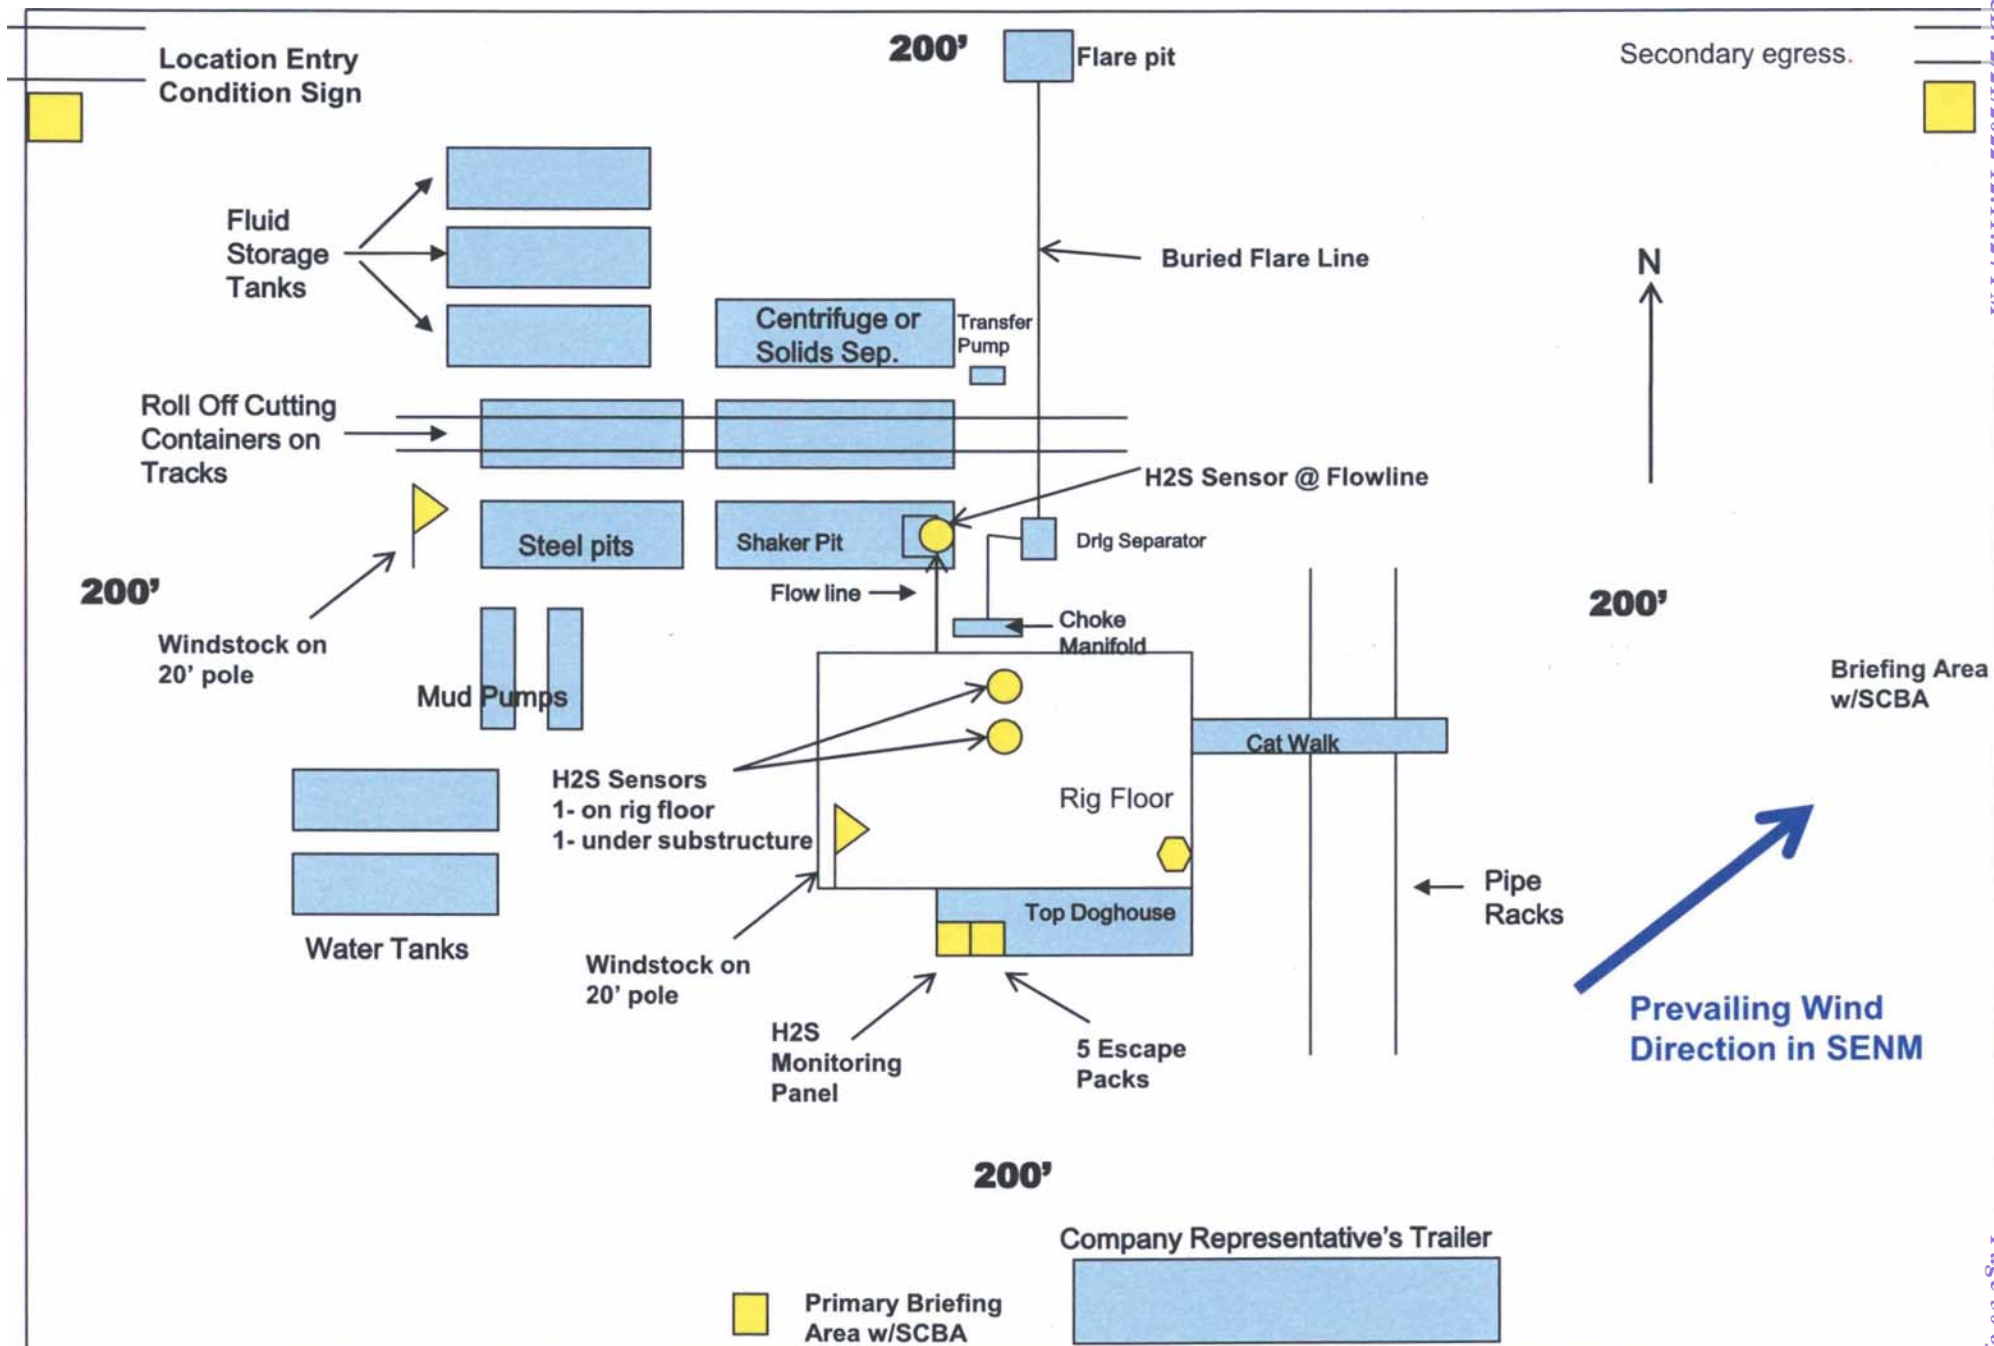 Location Entry
Condition Sign
200’
Flare pit
Secondary egress.
Fluid
Storage
Tanks
Buried Flare Line
N
Centrifuge or
Solids Sep.
Transfer
Pump
Roll Off Cutting
Containers on
Tracks
H2S Sensor @ Flowline
Steel pits
Shaker Pit
Drlg Separator
200’
Flow line
200’
Windstock on
20’ pole
Choke
Manifold
Briefing Area
w/SCBA
Mud Pumps
Cat Walk
H2S Sensors
1- on rig floor
1- under substructure
Rig Floor
Pipe
Racks
Top Doghouse
Water Tanks
Windstock on
20’ pole
Prevailing Wind
Direction in SENM
H2S
Monitoring
Panel
5 Escape
Packs
200’
Company Representative’s Trailer
Primary Briefing
Area w/SCBA